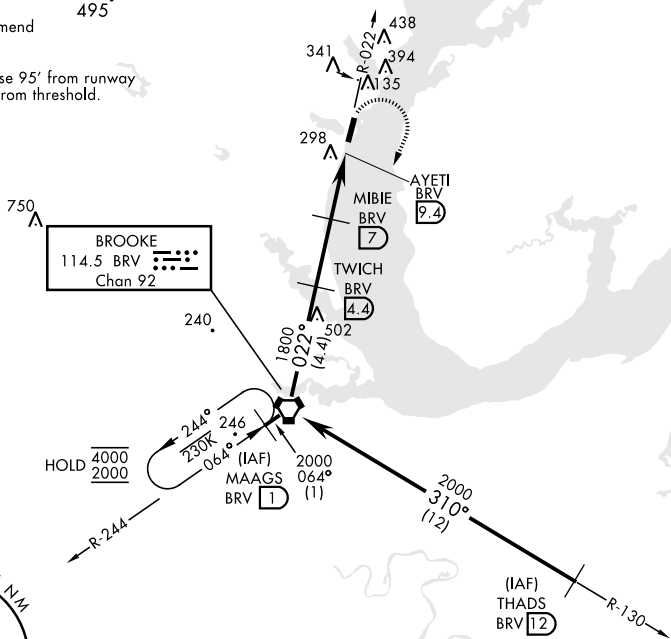 495
mend
se 95' from runway
rom threshold.
R-022
438
341
394
135
298
AYETI
BRV
9.4
MIBIE
BRV
7
750
BROOKE
114.5 BRV
Chan 92
TWICH
BRV
4.4
502
240
1800
022°
(4.4)
244°
246
230K
064°
HOLD 4000
2000
(IAF)
MAAGS
BRV 1
2000
064°
(1)
2000
310°
(12)
R-244
(IAF)
THADS
BRV 12
R-130
NM